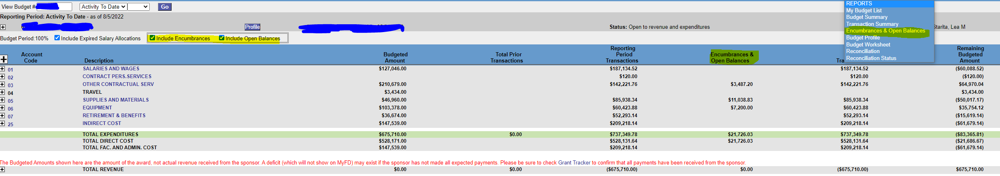 View Budget # Activity To Date Go
REPORTS
My Budget List
Budget Summary
Transaction Summary
Encumbrances & Open Balances
Budget Profile
Budget Worksheet
Reconciliation
Reconciliation Status
Reporting Period: Activity To Date - as of 8/5/2022
Profile Status: Open to revenue and expenditures Starita, Lea M
Budget Period:100% Include Expired Salary Allocations Include Encumbrances Include Open Balances
Account Code Description Budgeted Amount Total Prior Transactions Reporting Period Transactions Encumbrances & Open Balances Remaining Budgeted Amount
01 SALARIES AND WAGES $127,046.00 $187,134.52 $187,134.52 ($60,088.52)
02 CONTRACT PERS.SERVICES $120.00 $120.00 ($120.00)
03 OTHER CONTRACTUAL SERV $210,679.00 $142,221.76 $3,487.20 $142,221.76 $64,970.04
04 TRAVEL $3,434.00 $3,434.00
05 SUPPLIES AND MATERIALS $46,960.00 $85,938.34 $11,038.83 $85,938.34 ($50,017.17)
06 EQUIPMENT $103,378.00 $60,423.88 $7,200.00 $60,423.88 $35,754.12
07 RETIREMENT & BENEFITS $36,674.00 $52,293.14 $52,293.14 ($15,619.14)
25 INDIRECT COST $147,539.00 $209,218.14 $209,218.14 ($61,679.14)
TOTAL EXPENDITURES $675,710.00 $0.00 $737,349.78 $21,726.03 $737,349.78 ($83,365.81)
TOTAL DIRECT COST $528,171.00 $528,131.64 $21,726.03 $528,131.64 ($21,686.67)
TOTAL FAC. AND ADMIN. COST $147,539.00 $209,218.14 $209,218.14 ($61,679.14)
The Budgeted Amounts shown here are the amount of the award, not actual revenue received from the sponsor. A deficit (which will not show on MyFD) may exist if the sponsor has not made all expected payments. Please be sure to check Grant Tracker to confirm that all payments have been received from the sponsor.
TOTAL REVENUE $0.00 $0.00 ($675,710.00) $0.00 ($675,710.00) $675,710.00